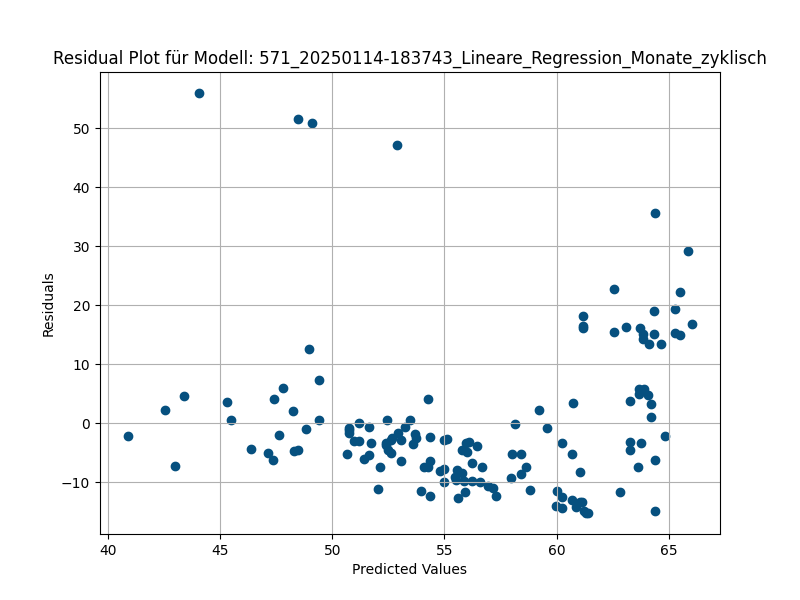 Residual Plot für Modell: 571_20250114-183743_Lineare_Regression_Monate_zyklisch
50
40
30
20
10
0
−10
Residuals
40 45 50 55 60 65
Predicted Values